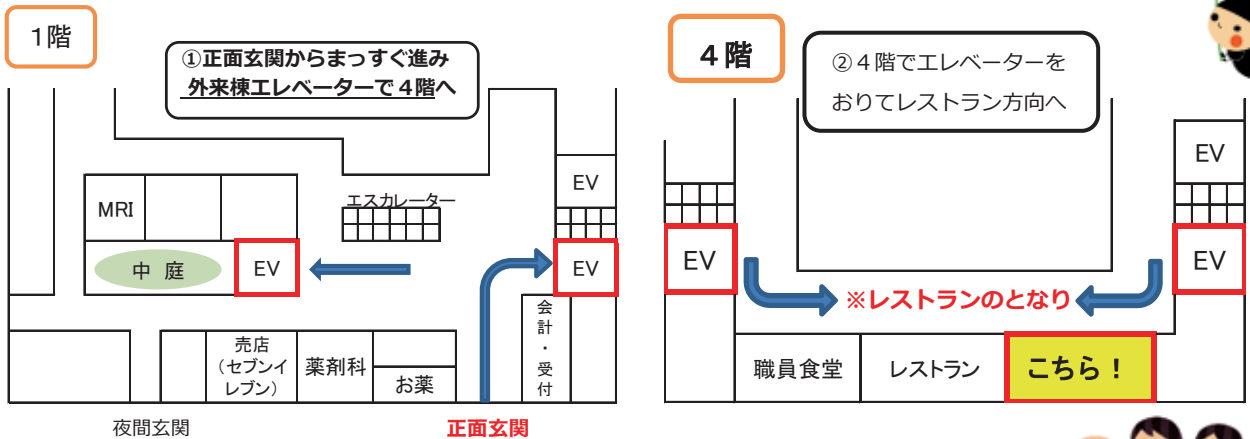 1階
①正面玄関からまっすぐ進み
外来棟エレベーターで４階へ
MRI
エスカレーター
EV
中 庭
EV
EV
会計・受付
売店
（セブンイ
レブン）
薬剤科
お薬
夜間玄関
正面玄関
４階
②４階でエレベーターを
おりてレストラン方向へ
EV
EV
EV
※レストランのとなり
職員食堂
レストラン
こちら！